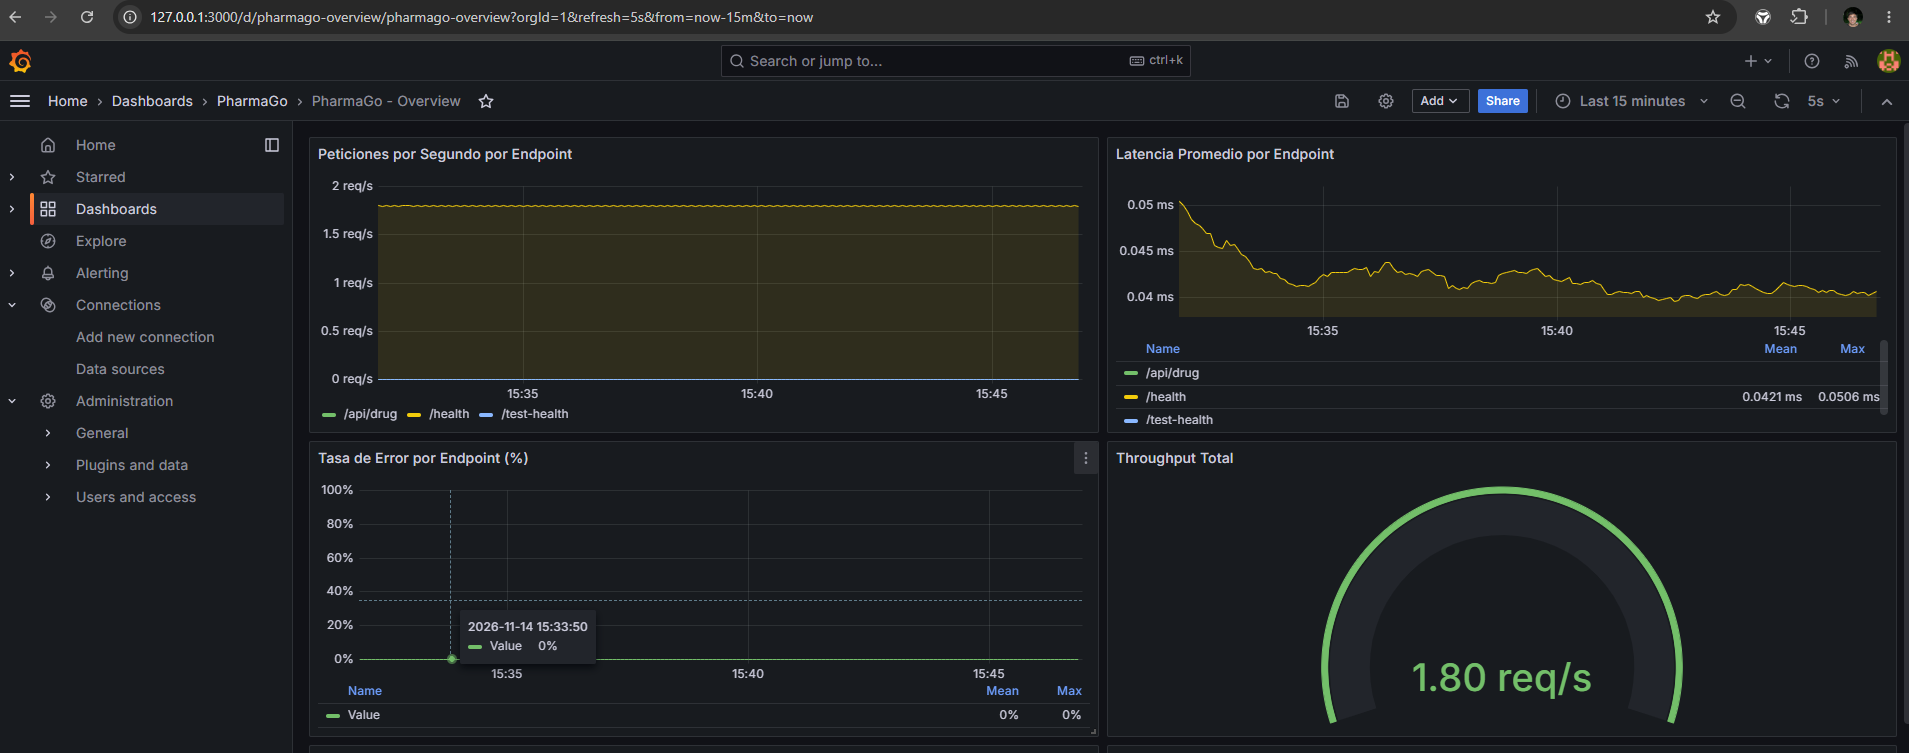 127.0.0.1:3000/d/pharmago-overview/pharmago-overview?orgId=1&refresh=5s&from=now-15m&to=now
Search or jump to...
ctrl+k
Home › Dashboards › PharmaGo › PharmaGo - Overview
Add
Share
Last 15 minutes
5s
Home
Starred
Dashboards
Explore
Alerting
Connections
Add new connection
Data sources
Administration
General
Plugins and data
Users and access
Peticiones por Segundo por Endpoint
2 req/s
1.5 req/s
1 req/s
0.5 req/s
0 req/s
15:35 15:40 15:45
/api/drug /health /test-health
Latencia Promedio por Endpoint
0.05 ms
0.045 ms
0.04 ms
15:35 15:40 15:45
Name Mean Max
/api/drug
/health 0.0421 ms 0.0506 ms
/test-health
Tasa de Error por Endpoint (%)
100%
80%
60%
40%
20%
0%
2026-11-14 15:33:50
Value 0%
15:35 15:40 15:45
Name Mean Max
Value 0% 0%
Throughput Total
1.80 req/s